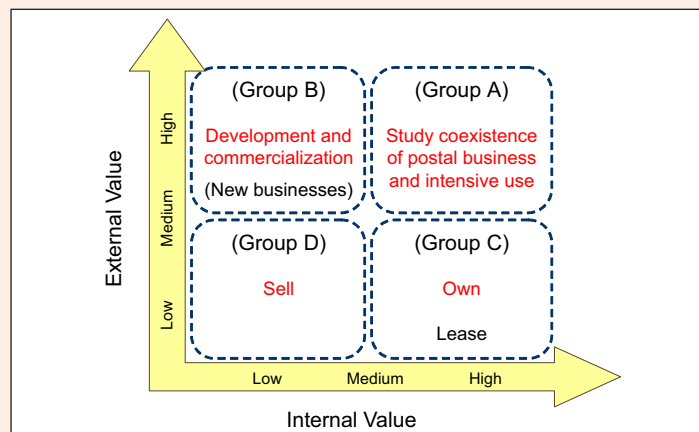 (Group B)
Development and
commercialization
(New businesses)
(Group A)
Study coexistence
of postal business
and intensive use
(Group D)
Sell
(Group C)
Own
Lease
External Value
High
Medium
Low
Low
Medium
High
Internal Value